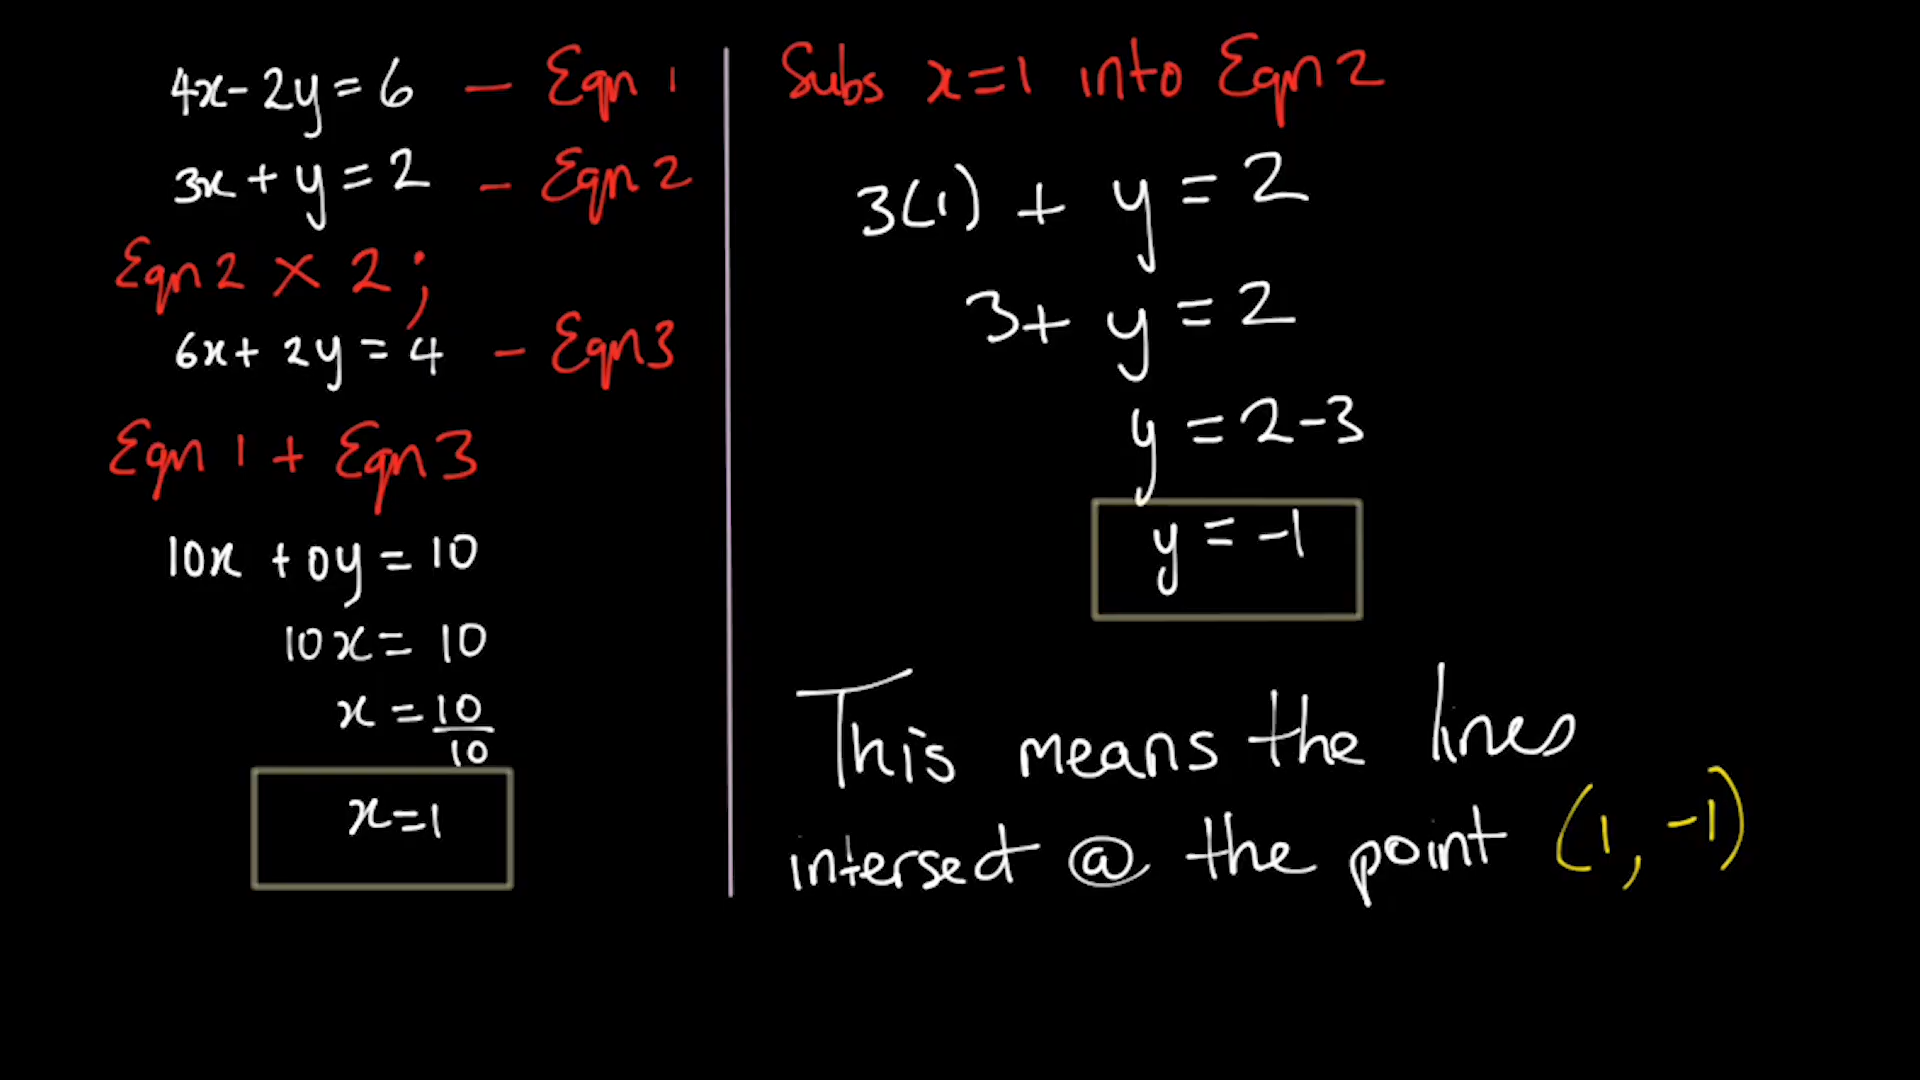 4x-2y=6 - Eqn 1
3x+y=2 - Eqn 2
Eqn 2 × 2;
6x+2y=4 - Eqn3
Eqn 1 + Eqn 3
10x+0y=10
10x=10
x=10/10
x=1
Subs x=1 into Eqn 2
3(1)+y=2
3+y=2
y=2-3
y=-1
This means the lines
intersect @ the point (1,-1)